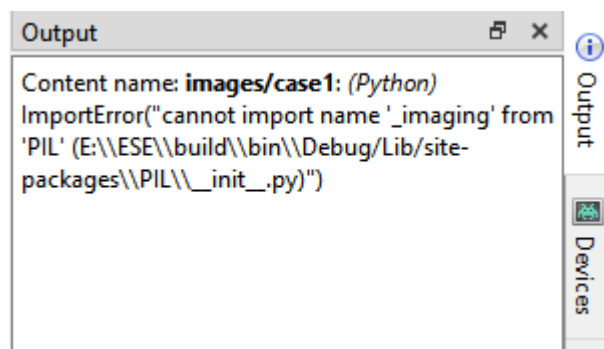 Output
Content name: images/case1: (Python)
ImportError("cannot import name '_imaging' from
'PIL' (E:\\ESE\\build\\bin\\Debug/Lib/site-
packages\\PIL\\__init__.py)")
Output
Devices